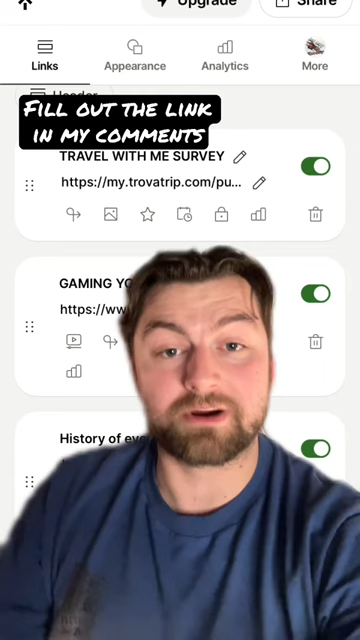 Upgrade
Share
Links
Appearance
Analytics
More
Header
FILL OUT THE LINK
IN MY COMMENTS
TRAVEL WITH ME SURVEY
https://my.trovatrip.com/pu...
GAMING YO
https://ww
History of eve